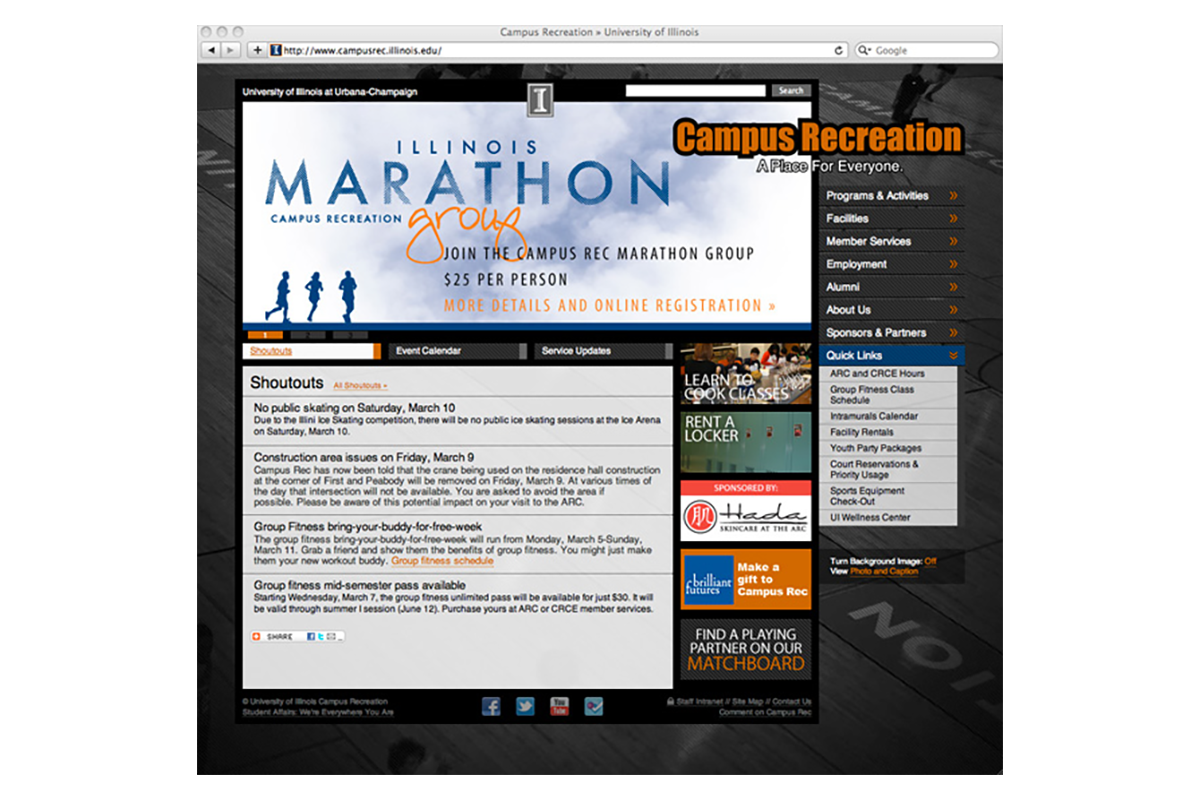 Campus Recreation » University of Illinois
http://www.campusrec.illinois.edu/
Google
University of Illinois at Urbana-Champaign
I
Search
ILLINOIS
MARATHON
CAMPUS RECREATION group
JOIN THE CAMPUS REC MARATHON GROUP
$25 PER PERSON
MORE DETAILS AND ONLINE REGISTRATION »
Campus Recreation
A Place For Everyone.
Programs & Activities
Facilities
Member Services
Employment
Alumni
About Us
Sponsors & Partners
Quick Links
ARC and CRCE Hours
Group Fitness Class
Schedule
Intramurals Calendar
Facility Rentals
Youth Party Packages
Court Reservations &
Priority Usage
Sports Equipment
Check-Out
UI Wellness Center
Turn Background Image: Off
View Photo and Caption
1 2 3
Shoutouts
Event Calendar
Service Updates
Shoutouts All Shoutouts »
No public skating on Saturday, March 10
Due to the Illini Ice Skating competition, there will be no public ice skating sessions at the Ice Arena
on Saturday, March 10.
Construction area issues on Friday, March 9
Campus Rec has now been told that the crane being used on the residence hall construction
at the corner of First and Peabody will be removed on Friday, March 9. At various times of
the day that intersection will not be available. You are asked to avoid the area if
possible. Please be aware of this potential impact on your visit to the ARC.
Group Fitness bring-your-buddy-for-free-week
The group fitness bring-your-buddy-for-free-week will run from Monday, March 5-Sunday,
March 11. Grab a friend and show them the benefits of group fitness. You might just make
them your new workout buddy. Group fitness schedule
Group fitness mid-semester pass available
Starting Wednesday, March 7, the group fitness unlimited pass will be available for just $30. It will
be valid through summer I session (June 12). Purchase yours at ARC or CRCE member services.
SHARE
LEARN TO
COOK CLASSES
RENT A
LOCKER
SPONSORED BY:
肌 Hada
SKINCARE AT THE ARC
brilliant
futures
Make a
gift to
Campus Rec
FIND A PLAYING
PARTNER ON OUR
MATCHBOARD
© University of Illinois Campus Recreation
Student Affairs: We're Everywhere You Are
You
Tube
Staff Intranet // Site Map // Contact Us
Comment on Campus Rec
NOI